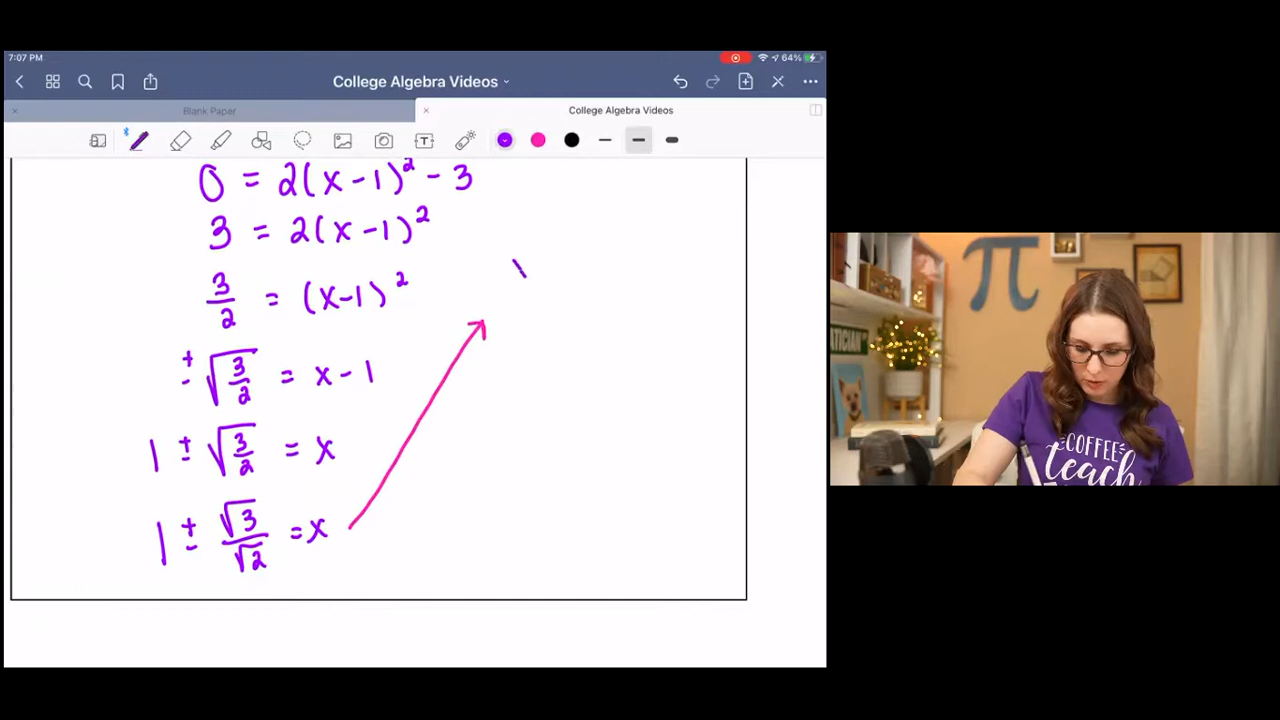 7:07 PM
64%
College Algebra Videos
Blank Paper
College Algebra Videos
0 = 2(x-1)² - 3
3 = 2(x-1)²
3/2 = (x-1)²
±√(3/2) = x - 1
1 ± √(3/2) = x
1 ± √3/√2 = x
COFFEE
teach